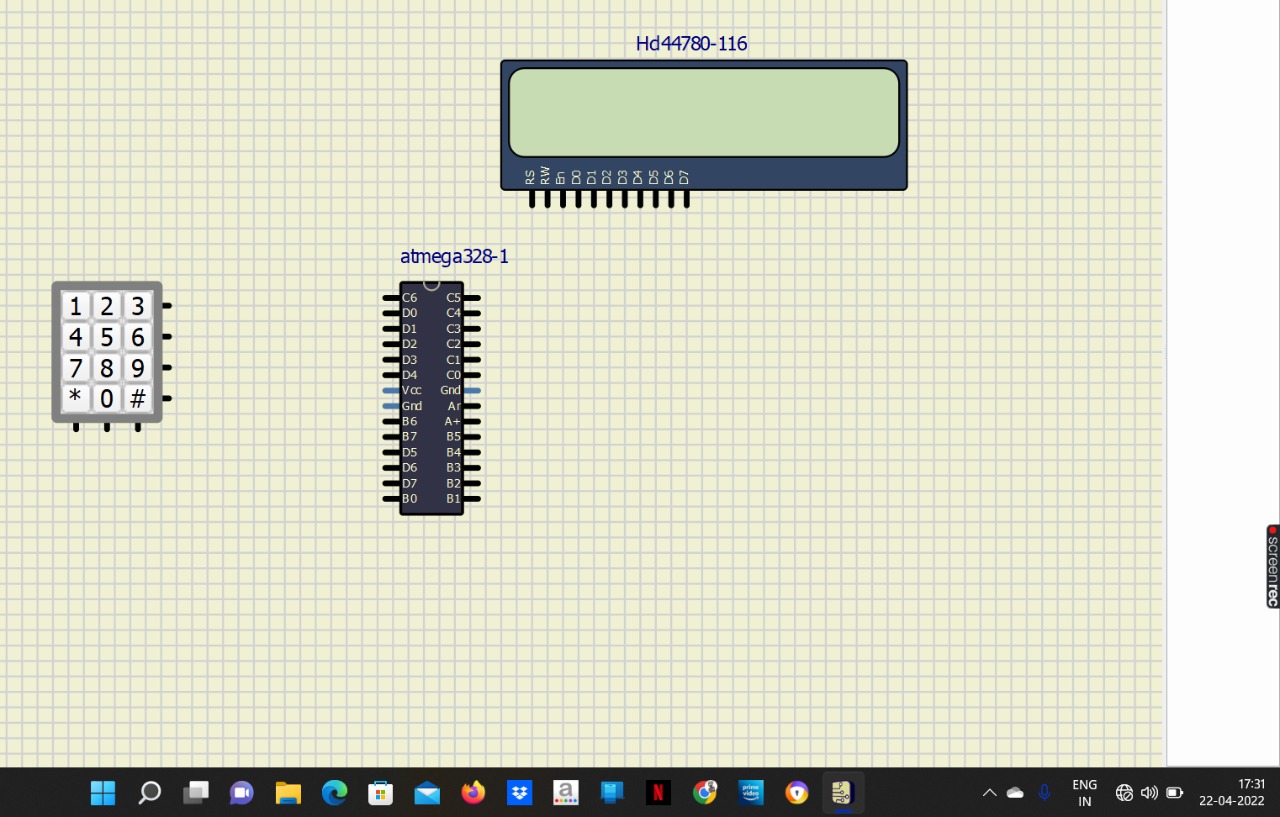 Hd44780-116
RS RW En D0 D1 D2 D3 D4 D5 D6 D7
atmega328-1
1 2 3
4 5 6
7 8 9
* 0 #
C6 C5
D0 C4
D1 C3
D2 C2
D3 C1
D4 C0
Vcc Gnd
Gnd Ar
B6 A+
B7 B5
D5 B4
D6 B3
D7 B2
B0 B1
screenrec
a
N
prime
video
ENG
IN
17:31
22-04-2022